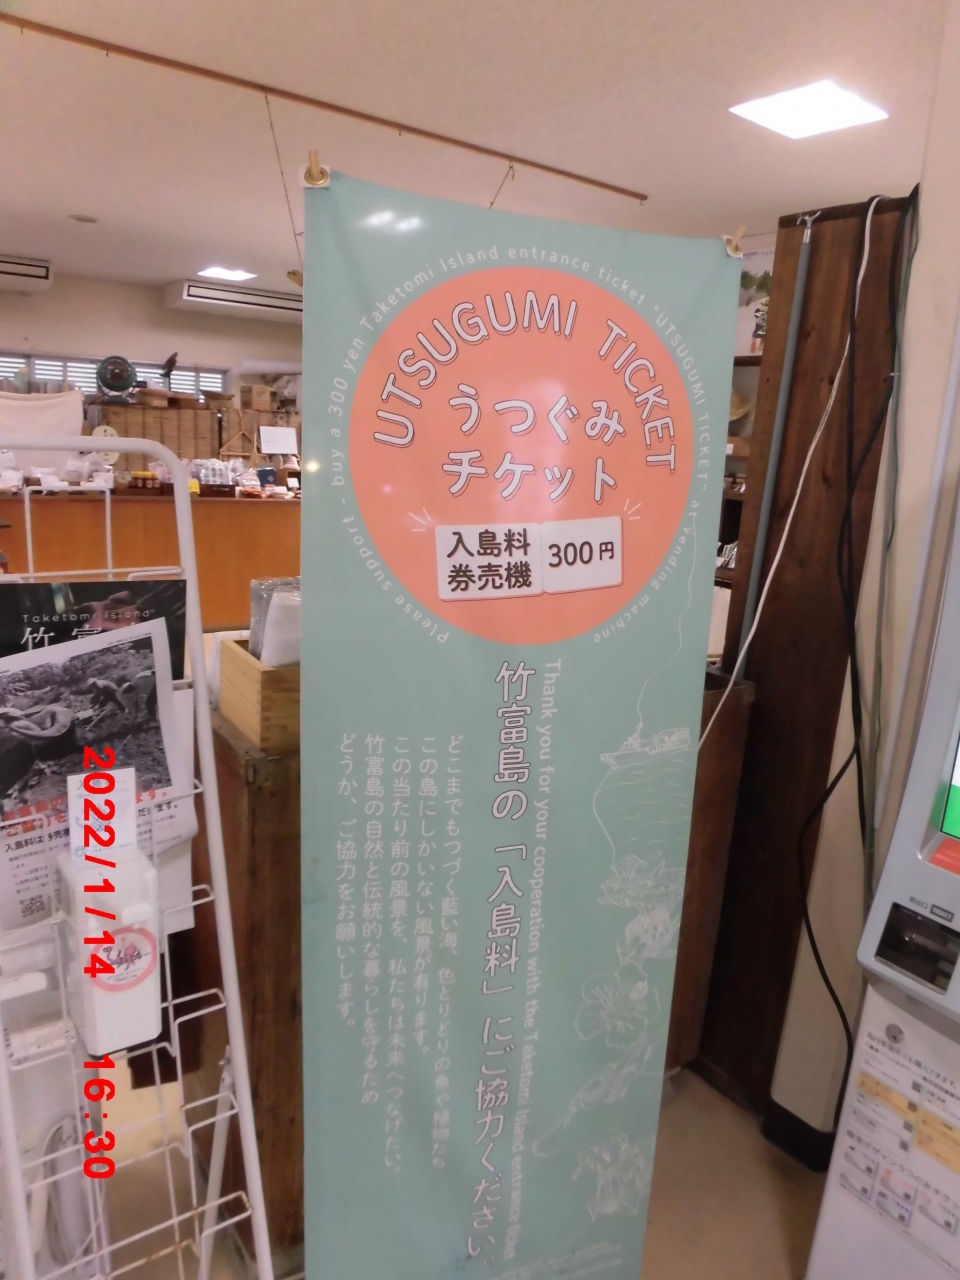 Please support - buy a 300 yen Taketomi Island entrance ticket "UTSUGUMI TICKET" at vending machine
UTSUGUMI TICKET
うつぐみ
チケット
入島料
券売機
300円
竹富島の「入島料」にご協力ください。
Thank you for your cooperation with the Taketomi Island entrance ticket
どこまでもつづく藍い海、色とりどりの魚や植物たち
この島にしかいない風景が有ります。
この当たり前の風景を、私たちは未来へつなげたい。
竹富島の自然と伝統的な暮らしを守るため
どうか、ご協力をお願いします。
Taketomi Island
竹富
入島料は
TICKET
2022/1/14 16:30